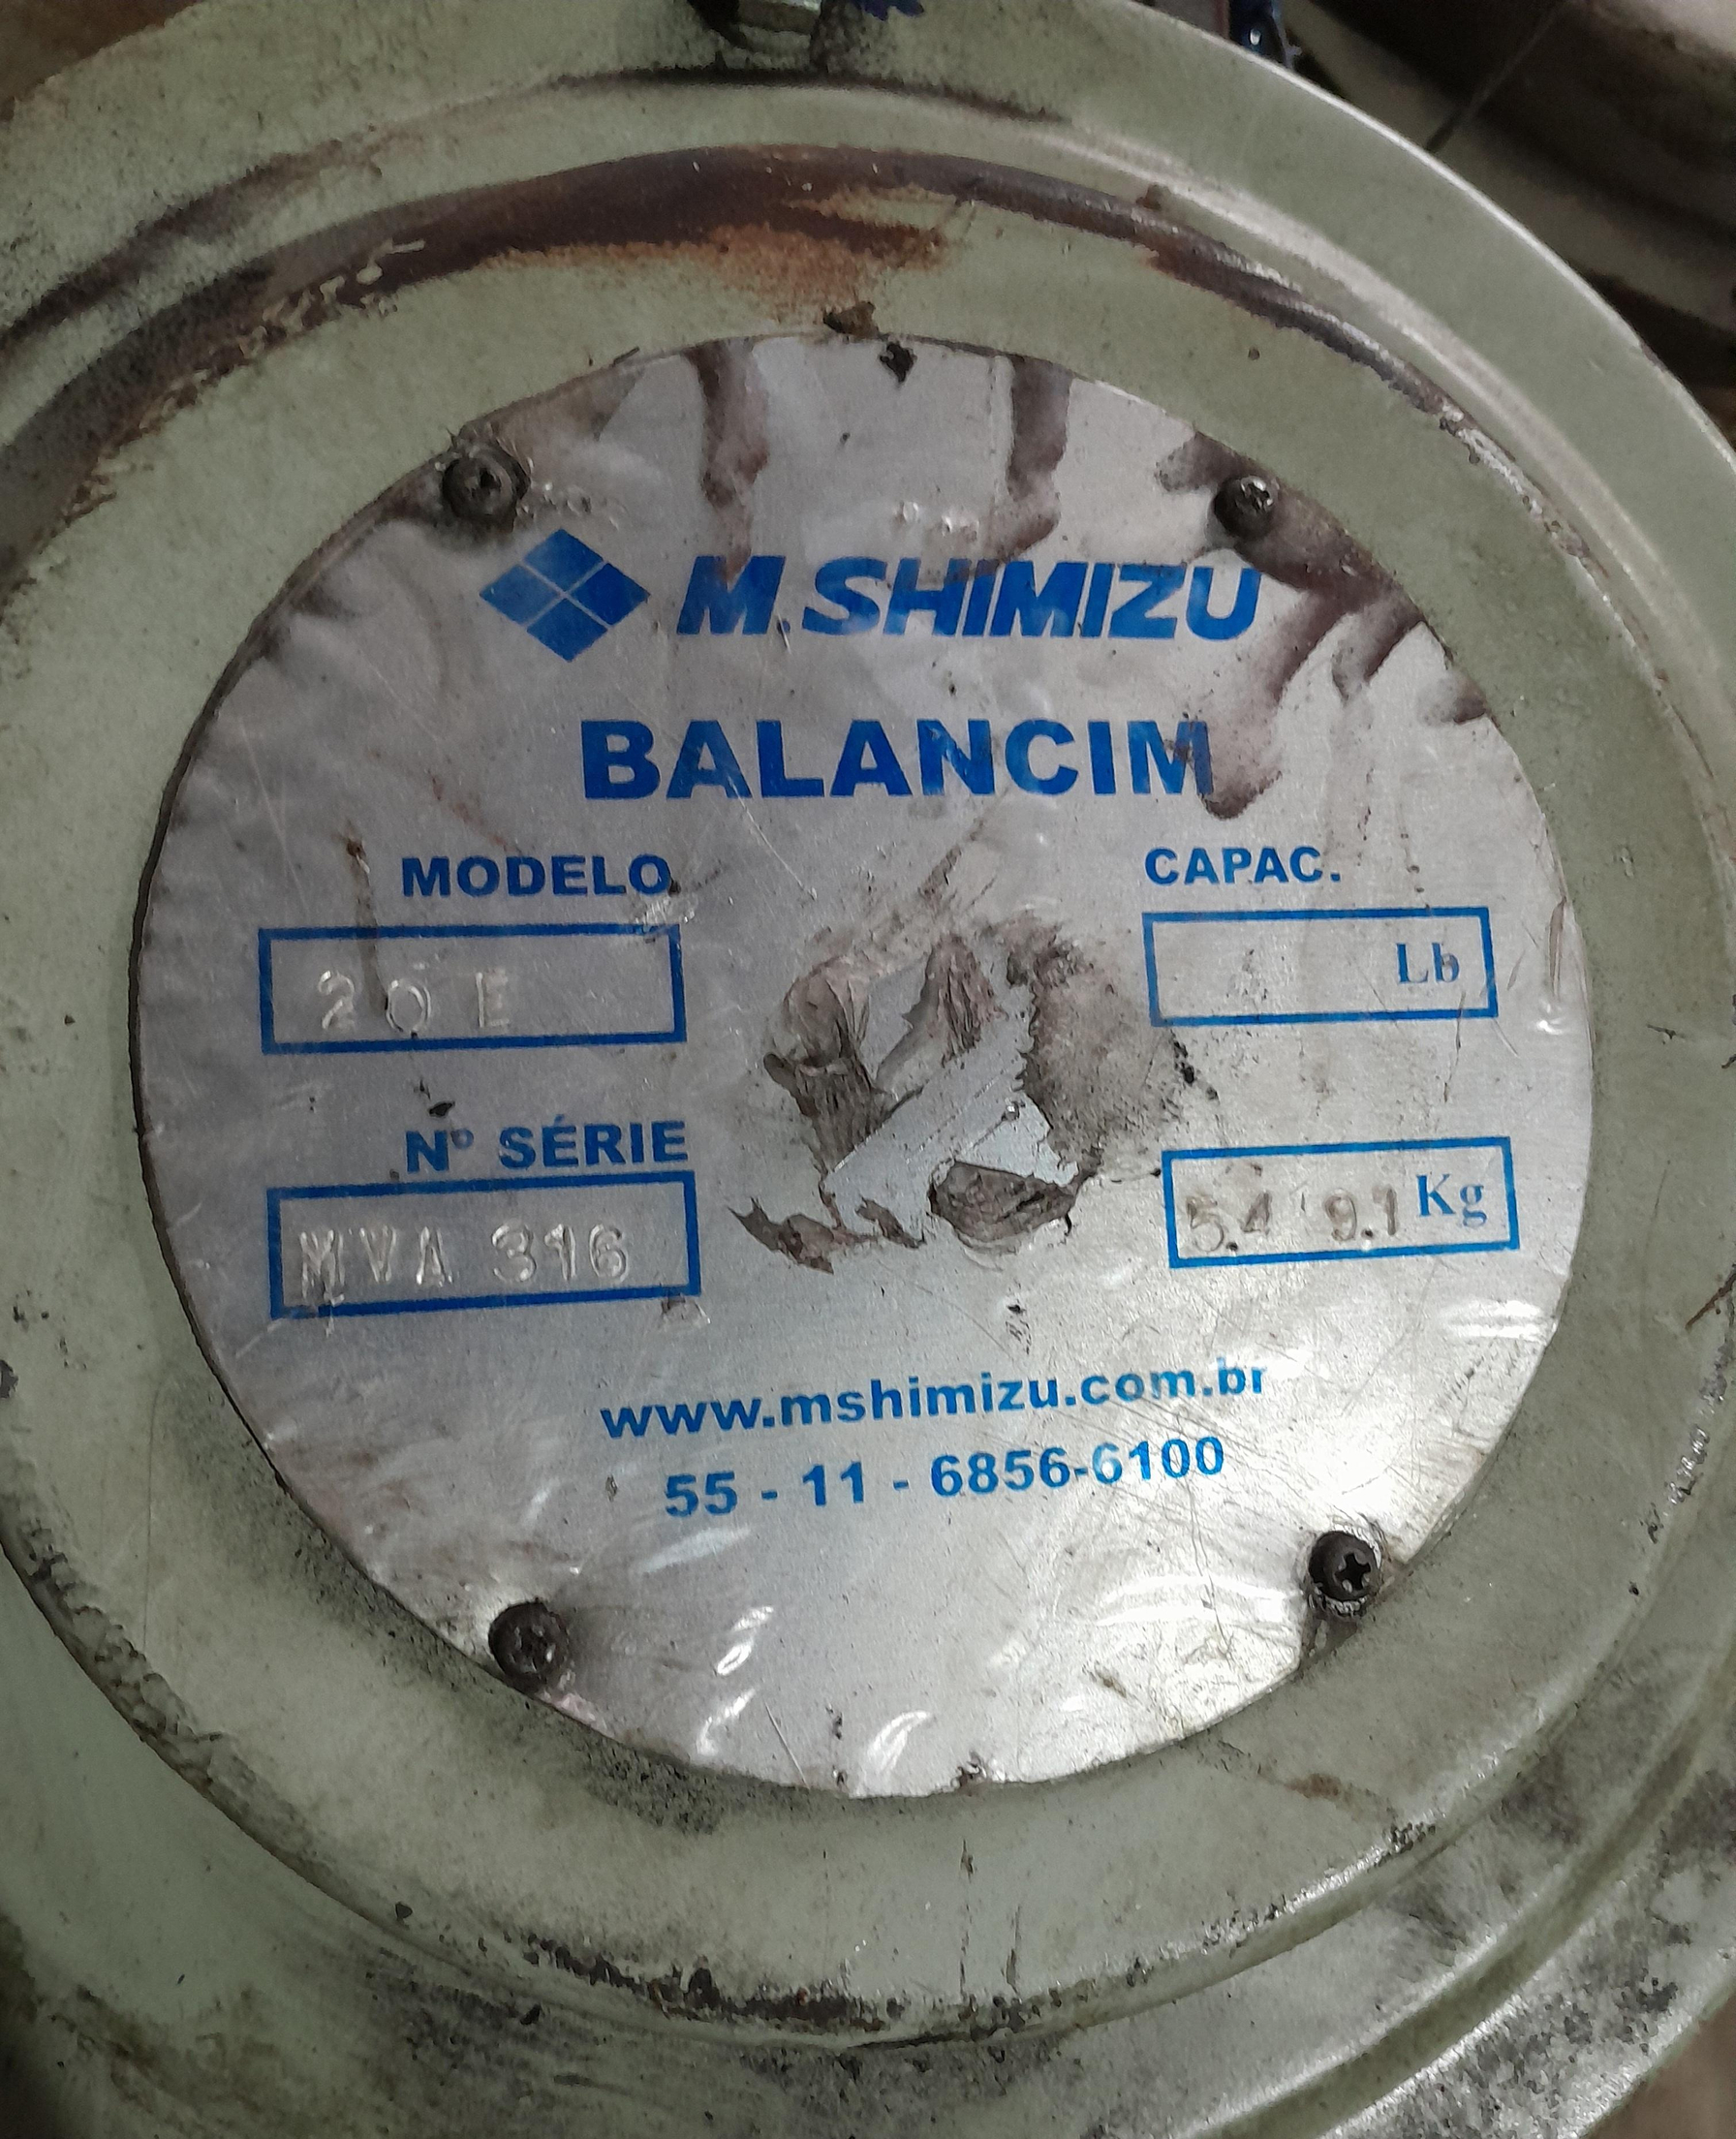 M.SHIMIZU
BALANCIM
MODELO CAPAC.
20 E Lb
Nº SÉRIE
MVA 316 5.4 9.1 Kg
www.mshimizu.com.br
55 - 11 - 6856-6100